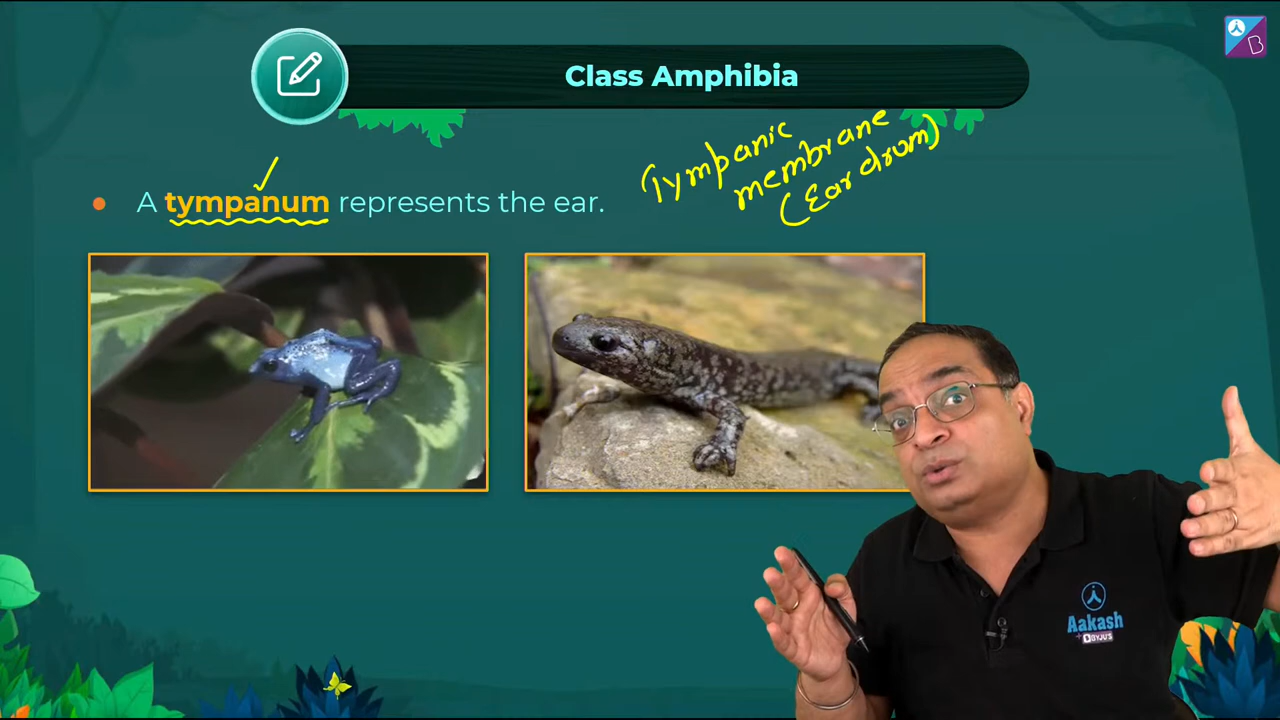 Class Amphibia
A tympanum represents the ear.
(Tympanic
membrane
(Ear drum)
Aakash
BYJU'S
B